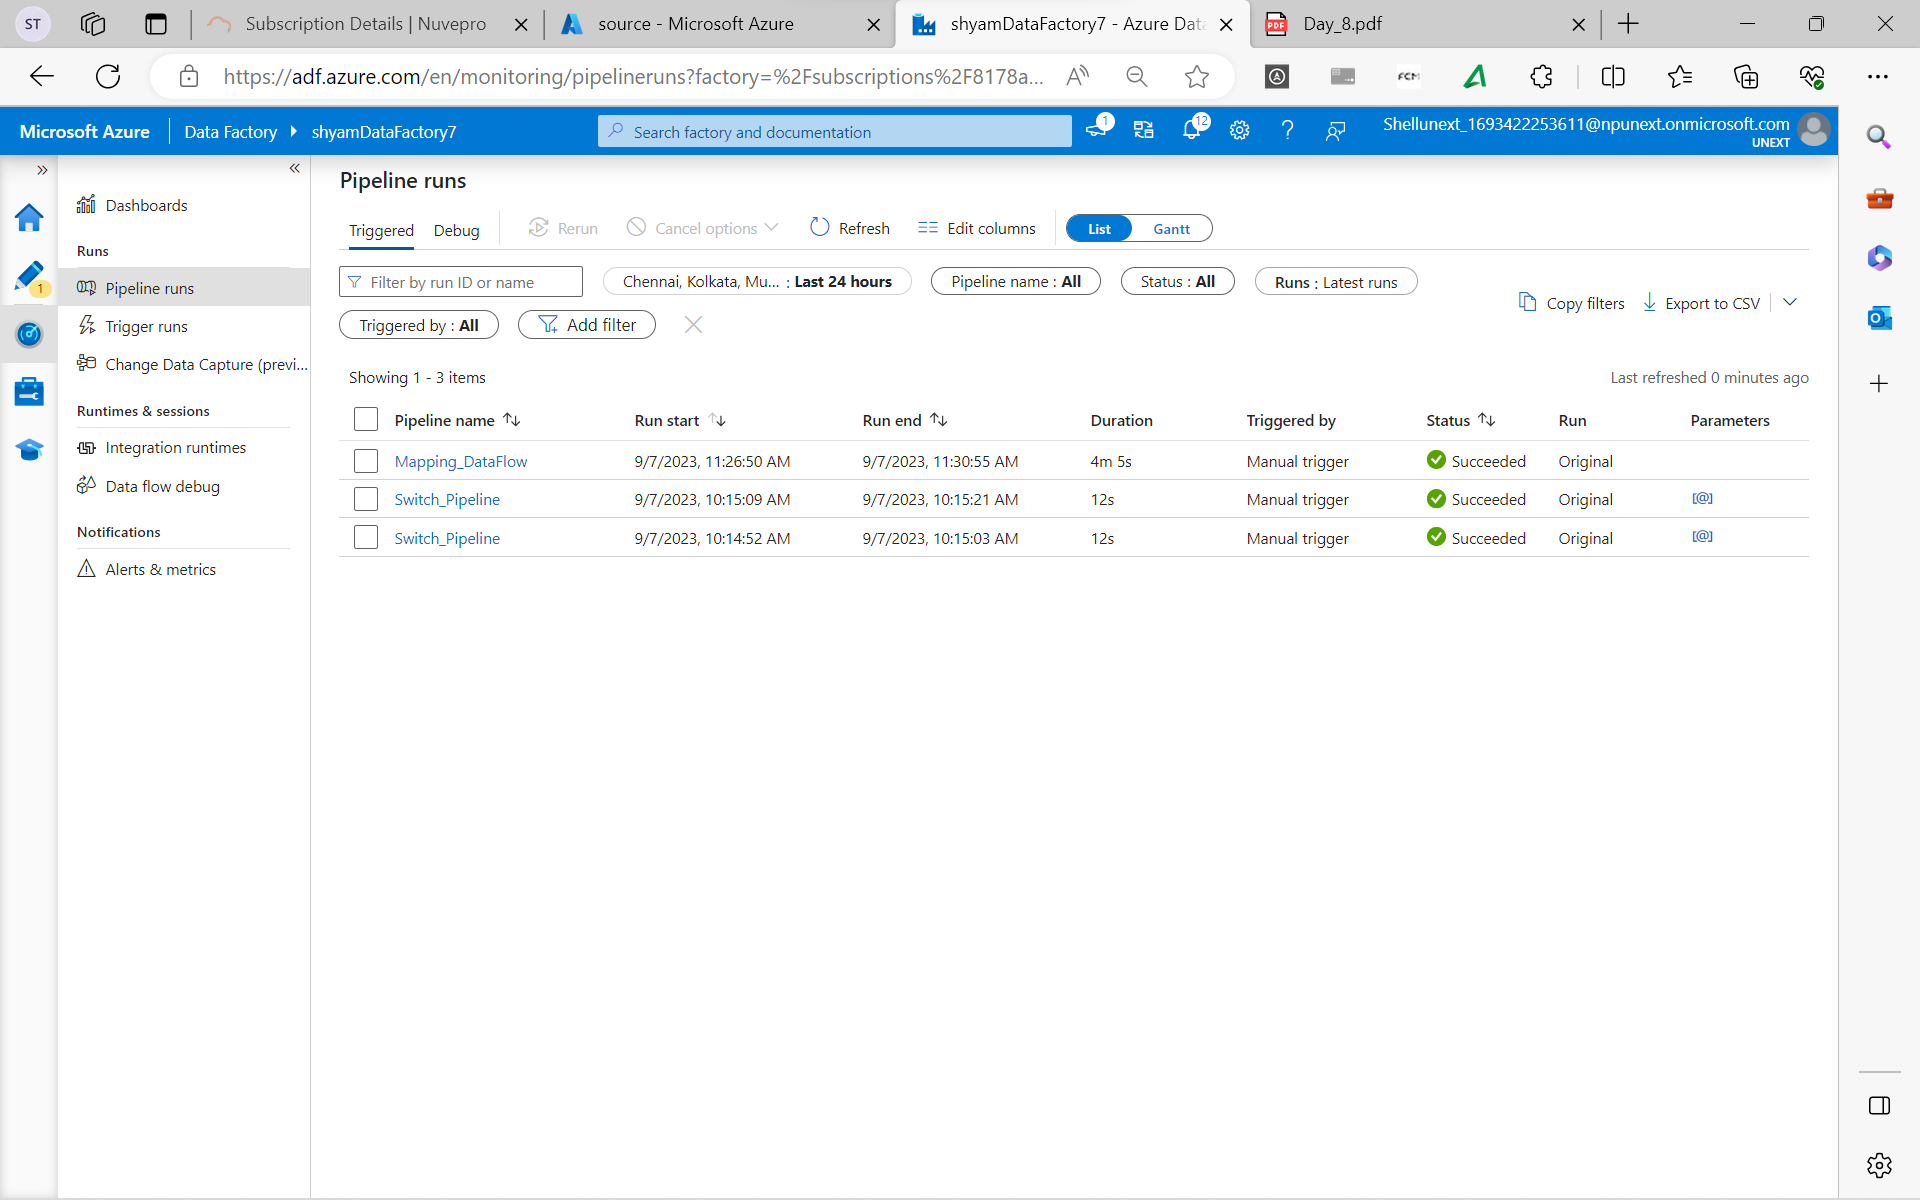 ST
Subscription Details | Nuvepro
source - Microsoft Azure
shyamDataFactory7 - Azure Data
PDF
Day_8.pdf
https://adf.azure.com/en/monitoring/pipelineruns?factory=%2Fsubscriptions%2F8178a...
FCM
Microsoft Azure
Data Factory
shyamDataFactory7
Search factory and documentation
1
12
Shellunext_1693422253611@npunext.onmicrosoft.com
UNEXT
Dashboards
Runs
1
Pipeline runs
Trigger runs
Change Data Capture (previ...
Runtimes & sessions
Integration runtimes
Data flow debug
Notifications
Alerts & metrics
Pipeline runs
Triggered Debug Rerun Cancel options Refresh Edit columns List Gantt
Filter by run ID or name Chennai, Kolkata, Mu... : Last 24 hours Pipeline name : All Status : All Runs : Latest runs
Copy filters Export to CSV
Triggered by : All Add filter
Showing 1 - 3 items Last refreshed 0 minutes ago
Pipeline name Run start Run end Duration Triggered by Status Run Parameters
Mapping_DataFlow 9/7/2023, 11:26:50 AM 9/7/2023, 11:30:55 AM 4m 5s Manual trigger Succeeded Original
Switch_Pipeline 9/7/2023, 10:15:09 AM 9/7/2023, 10:15:21 AM 12s Manual trigger Succeeded Original [@]
Switch_Pipeline 9/7/2023, 10:14:52 AM 9/7/2023, 10:15:03 AM 12s Manual trigger Succeeded Original [@]